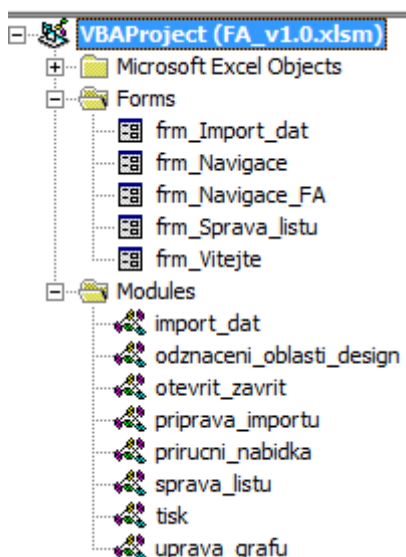 VBAProject (FA_v1.0.xlsm)
Microsoft Excel Objects
Forms
frm_Import_dat
frm_Navigace
frm_Navigace_FA
frm_Sprava_listu
frm_Vitejte
Modules
import_dat
odznaceni_oblasti_design
otevrit_zavrit
priprava_importu
prirucni_nabidka
sprava_listu
tisk
uprava_grafu